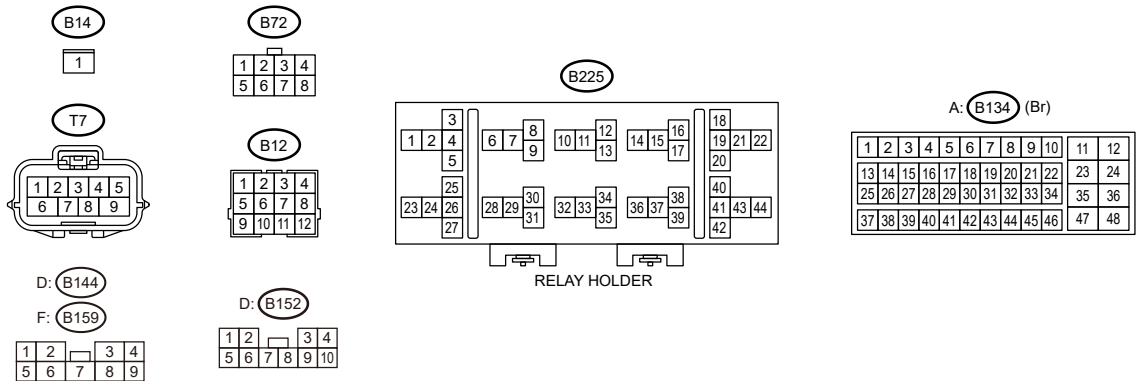 B14
1
B72
1 2 3 4
5 6 7 8
T7
1 2 3 4 5
6 7 8 9
B12
1 2 3 4
5 6 7 8
9 10 11 12
D: B144
F: B159
1 2 3 4
5 6 7 8 9
D: B152
1 2 3 4
5 6 7 8 9 10
B225
3 8 12 16 18
1 2 4 6 7 9 10 11 13 14 15 17 19 21 22
5 20
25 30 34 38 40
23 24 26 28 29 31 32 33 35 36 37 39 41 43 44
27 42
RELAY HOLDER
A: B134 (Br)
1 2 3 4 5 6 7 8 9 10 11 12
13 14 15 16 17 18 19 20 21 22 23 24
25 26 27 28 29 30 31 32 33 34 35 36
37 38 39 40 41 42 43 44 45 46 47 48